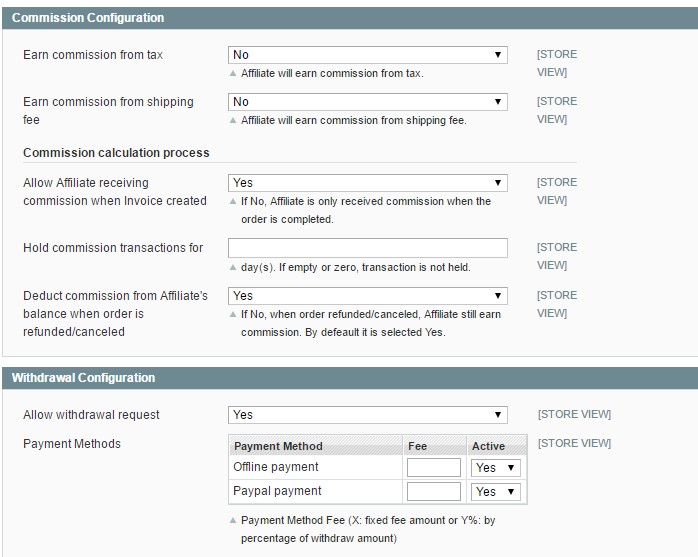 Commission Configuration
Earn commission from tax
No
[STORE
VIEW]
Affiliate will earn commission from tax.
Earn commission from shipping
fee
No
[STORE
VIEW]
Affiliate will earn commission from shipping fee.
Commission calculation process
Allow Affiliate receiving
commission when Invoice created
Yes
[STORE
VIEW]
If No, Affiliate is only received commission when the
order is completed.
Hold commission transactions for
[STORE
VIEW]
day(s). If empty or zero, transaction is not held.
Deduct commission from Affiliate's
balance when order is
refunded/canceled
Yes
[STORE
VIEW]
If No, when order refunded/canceled, Affiliate still earn
commission. By defeault it is selected Yes.
Withdrawal Configuration
Allow withdrawal request
Yes
[STORE VIEW]
Payment Methods
[STORE VIEW]
Payment Method Fee Active
Offline payment Yes
Paypal payment Yes
Payment Method Fee (X: fixed fee amount or Y%: by
percentage of withdraw amount)